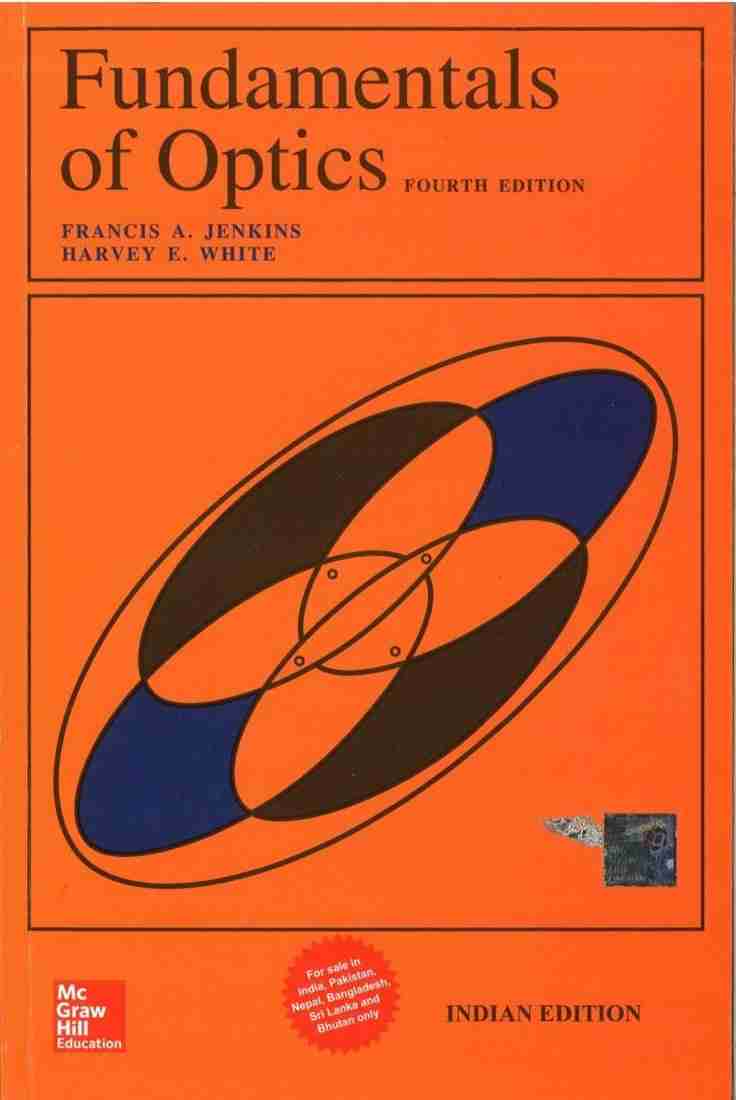 Fundamentals
of Optics FOURTH EDITION
FRANCIS A. JENKINS
HARVEY E. WHITE
For sale in
India, Pakistan,
Nepal, Bangladesh,
Sri Lanka and
Bhutan only
Mc
Graw
Hill
Education
INDIAN EDITION